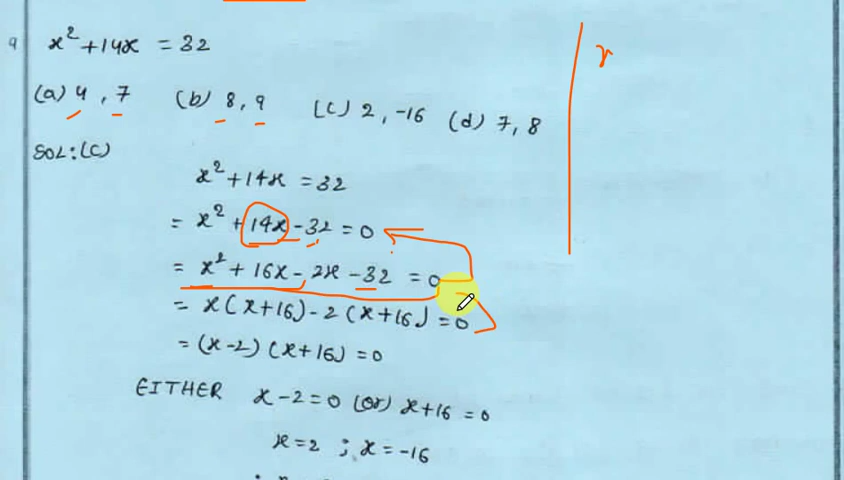 9 x²+14x = 32
(a) 4, 7 (b) 8, 9 (c) 2, -16 (d) 7, 8
SOL:(C)
x²+14x = 32
= x² + 14x - 32 = 0
= x² + 16x - 2x - 32 = 0
= x(x+16) - 2(x+16) = 0
= (x-2)(x+16) = 0
EITHER x-2=0 (or) x+16=0
x=2 ; x=-16